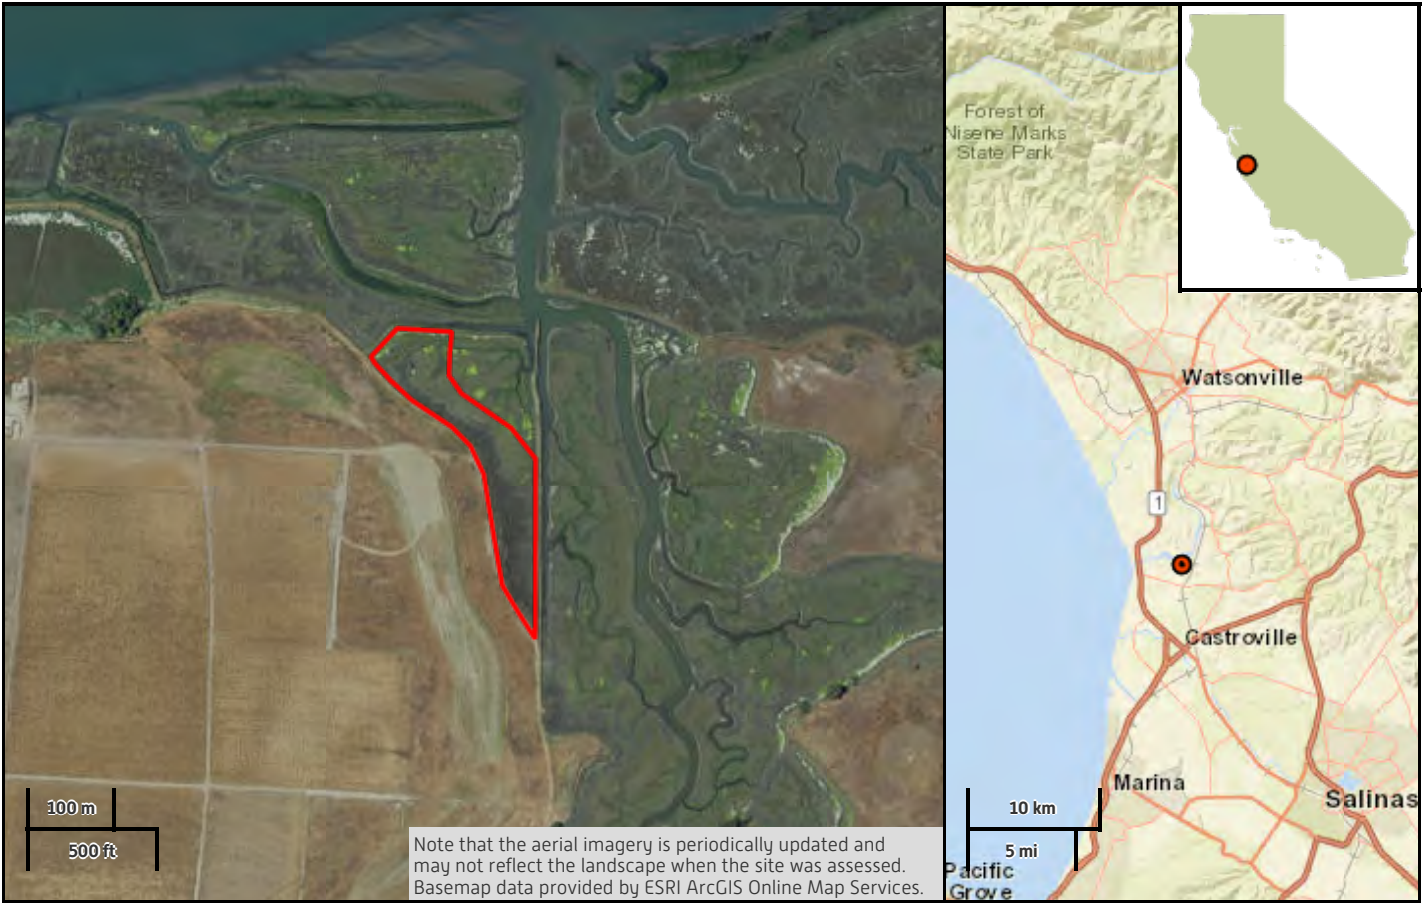 100 m
500 ft
Note that the aerial imagery is periodically updated and
may not reflect the landscape when the site was assessed.
Basemap data provided by ESRI ArcGIS Online Map Services.
Forest of
Nisene Marks
State Park
Watsonville
1
Castroville
Marina
Salinas
10 km
5 mi
Pacific
Grove